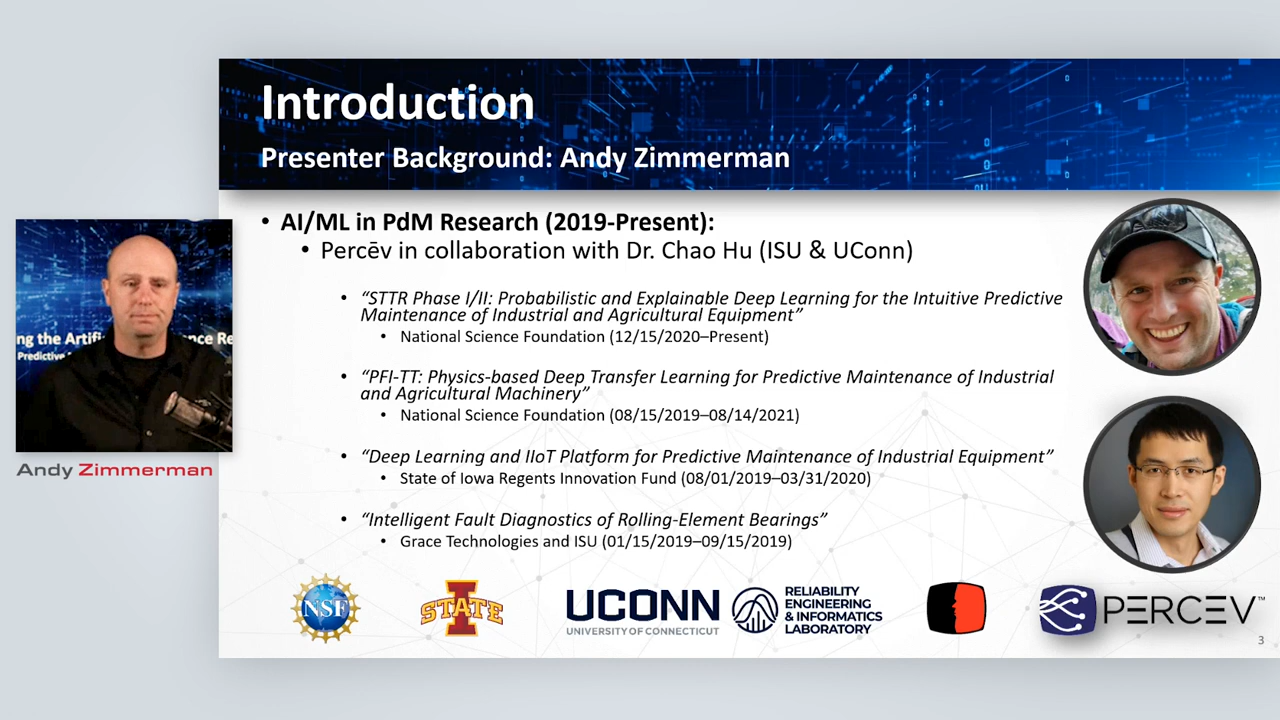 Introduction
Presenter Background: Andy Zimmerman
• AI/ML in PdM Research (2019-Present):
• Percēv in collaboration with Dr. Chao Hu (ISU & UConn)
• “STTR Phase I/II: Probabilistic and Explainable Deep Learning for the Intuitive Predictive
Maintenance of Industrial and Agricultural Equipment”
• National Science Foundation (12/15/2020–Present)
• “PFI-TT: Physics-based Deep Transfer Learning for Predictive Maintenance of Industrial
and Agricultural Machinery”
• National Science Foundation (08/15/2019–08/14/2021)
• “Deep Learning and IIoT Platform for Predictive Maintenance of Industrial Equipment”
• State of Iowa Regents Innovation Fund (08/01/2019–03/31/2020)
• “Intelligent Fault Diagnostics of Rolling-Element Bearings”
• Grace Technologies and ISU (01/15/2019–09/15/2019)
ng the Artifi nce Re
Predictive
Andy Zimmerman
NSF
I STATE
UCONN
UNIVERSITY OF CONNECTICUT
RELIABILITY
ENGINEERING
& INFORMATICS
LABORATORY
PERCEV™
3